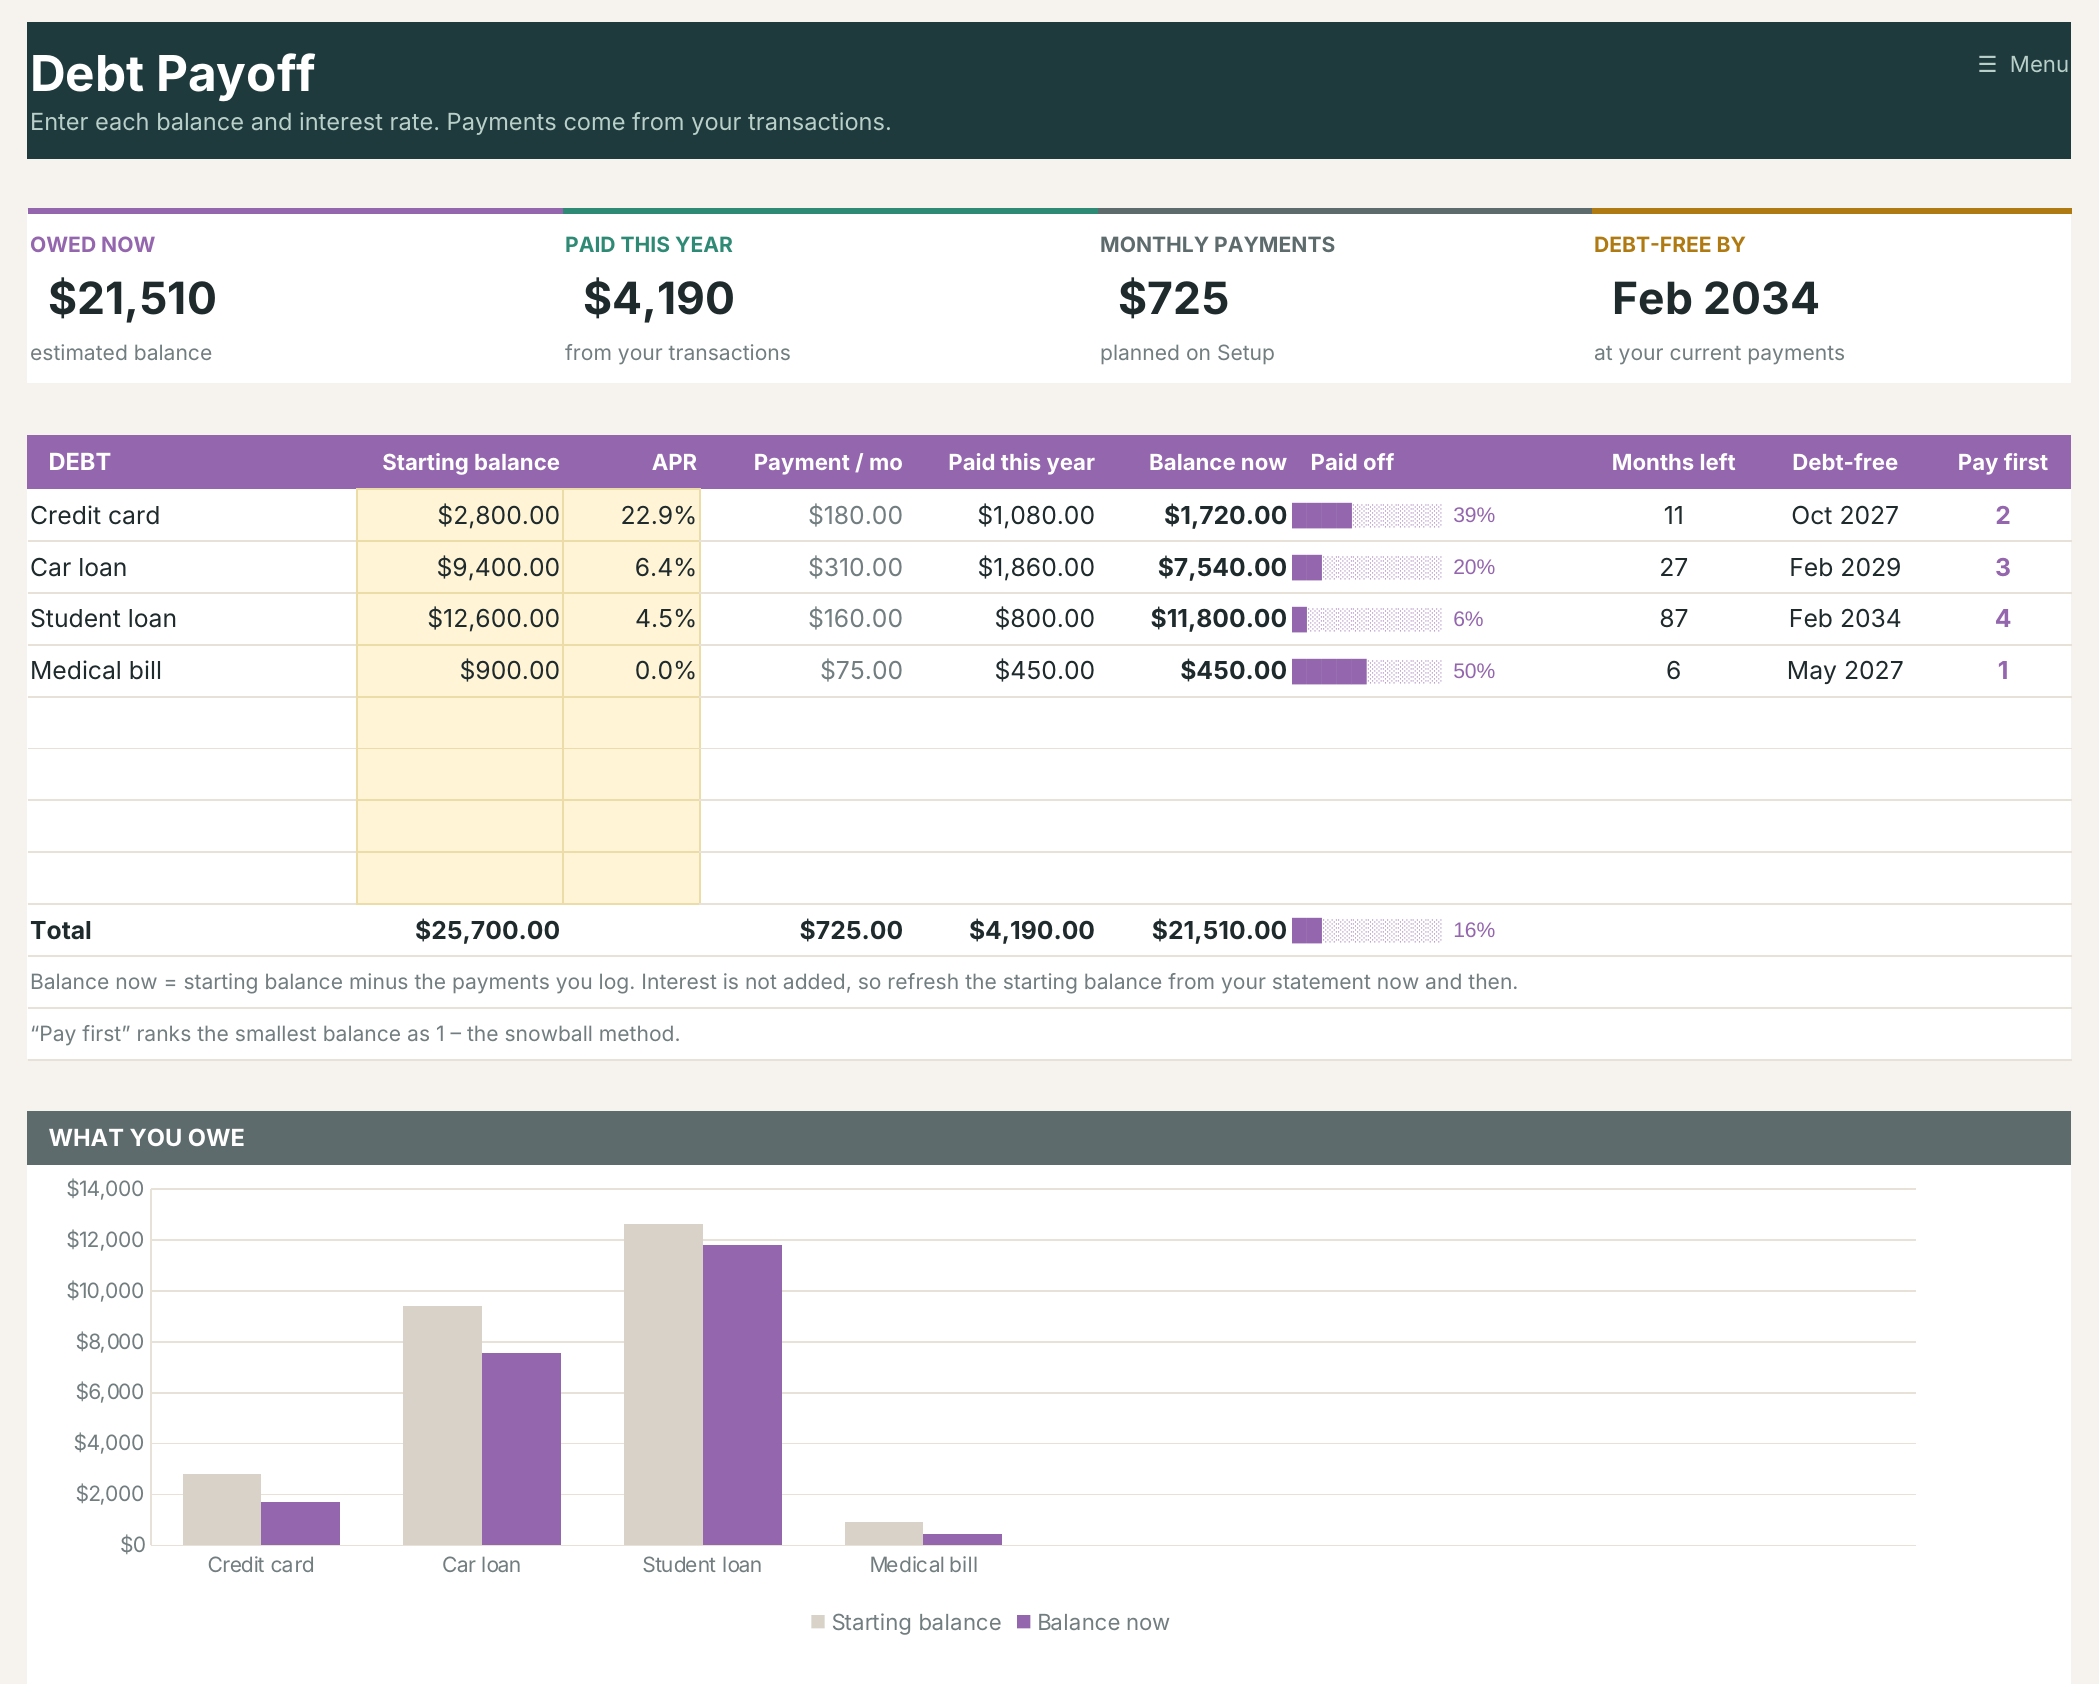 Debt Payoff
☰ Menu
Enter each balance and interest rate. Payments come from your transactions.
OWED NOW PAID THIS YEAR MONTHLY PAYMENTS DEBT-FREE BY
$21,510 $4,190 $725 Feb 2034
estimated balance from your transactions planned on Setup at your current payments
DEBT Starting balance APR Payment / mo Paid this year Balance now Paid off Months left Debt-free Pay first
Credit card $2,800.00 22.9% $180.00 $1,080.00 $1,720.00 39% 11 Oct 2027 2
Car loan $9,400.00 6.4% $310.00 $1,860.00 $7,540.00 20% 27 Feb 2029 3
Student loan $12,600.00 4.5% $160.00 $800.00 $11,800.00 6% 87 Feb 2034 4
Medical bill $900.00 0.0% $75.00 $450.00 $450.00 50% 6 May 2027 1
Total $25,700.00 $725.00 $4,190.00 $21,510.00 16%
Balance now = starting balance minus the payments you log. Interest is not added, so refresh the starting balance from your statement now and then.
“Pay first” ranks the smallest balance as 1 – the snowball method.
WHAT YOU OWE
$14,000
$12,000
$10,000
$8,000
$6,000
$4,000
$2,000
$0
Credit card Car loan Student loan Medical bill
Starting balance Balance now